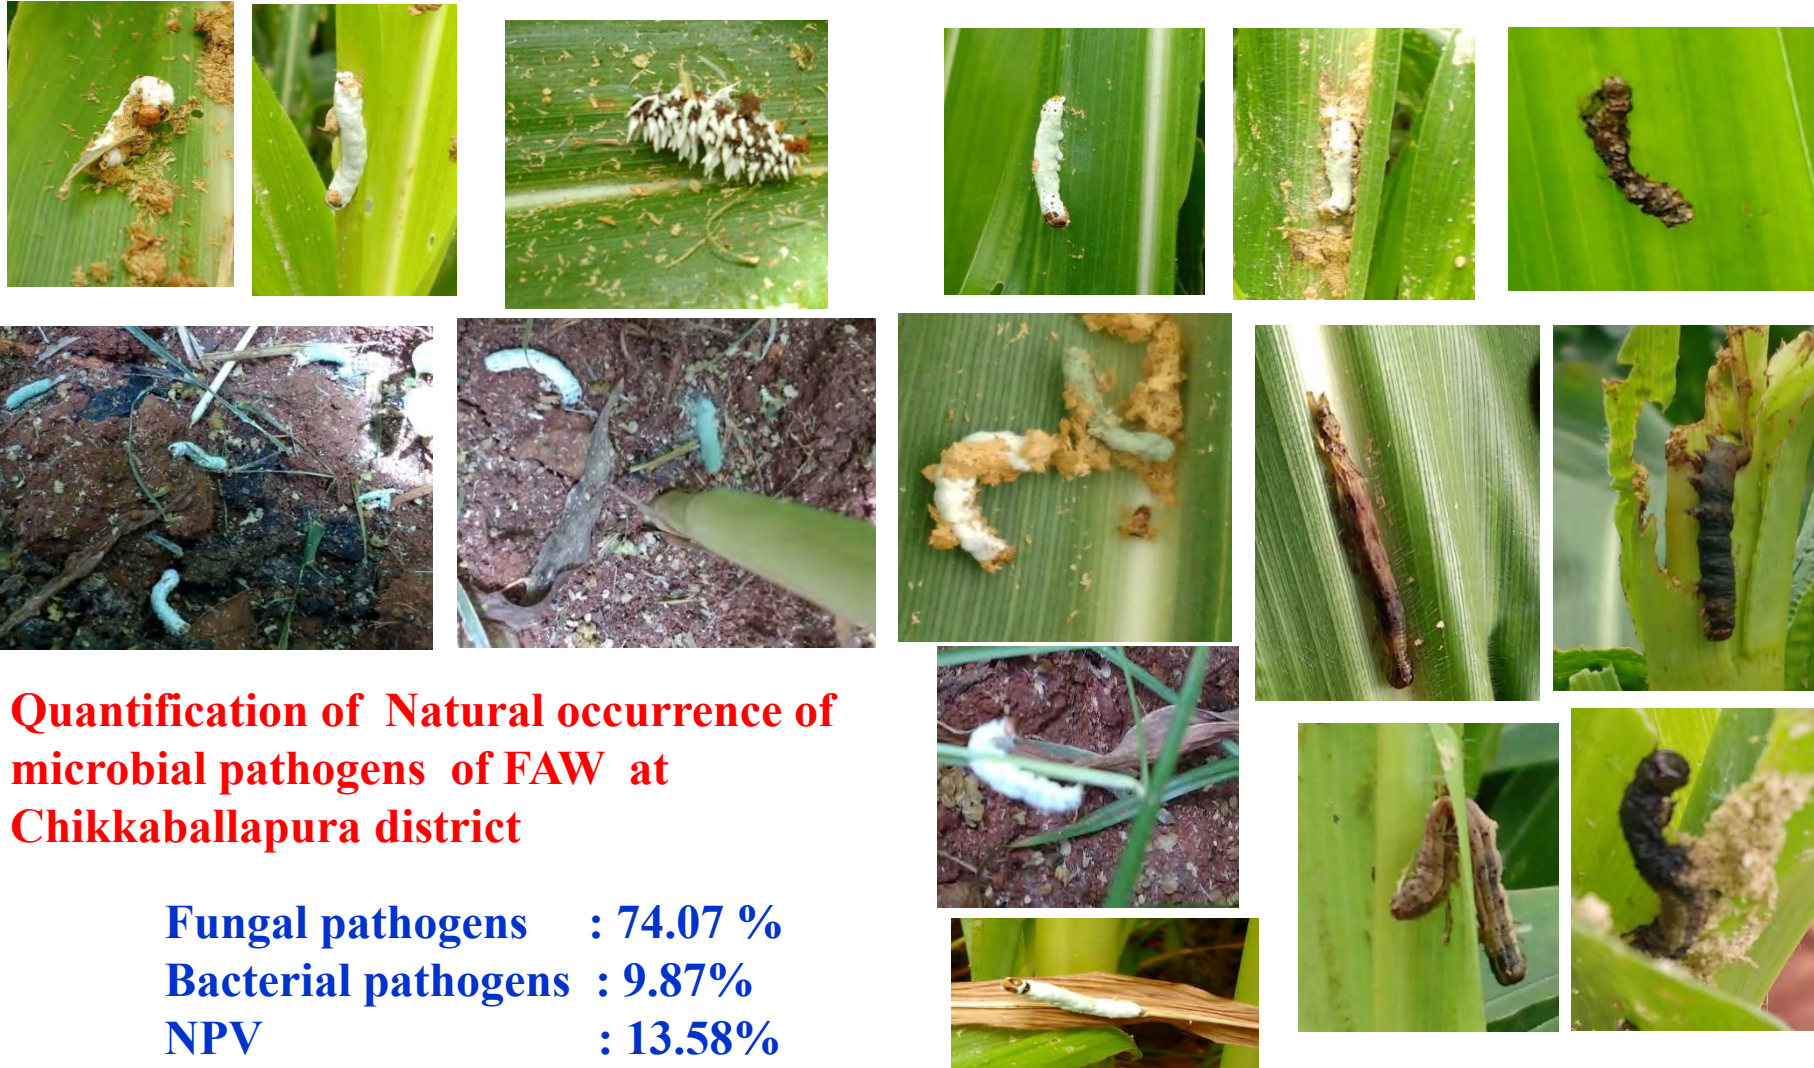 Quantification of Natural occurrence of
microbial pathogens of FAW at
Chikkaballapura district
Fungal pathogens : 74.07 %
Bacterial pathogens : 9.87%
NPV : 13.58%